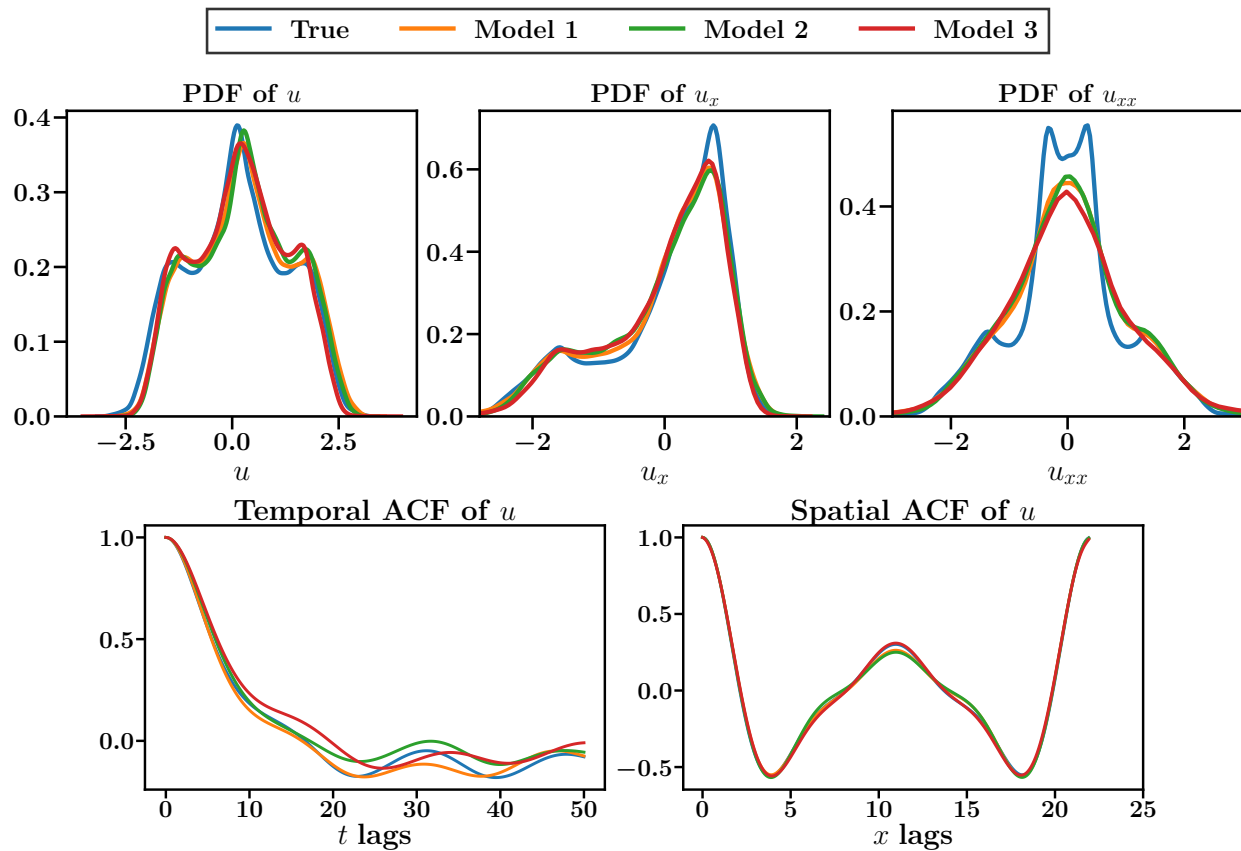 True Model 1 Model 2 Model 3
PDF of u PDF of u_x PDF of u_{xx}
0.4
0.3
0.2
0.1
0.0
−2.5 0.0 2.5
u
0.6
0.4
0.2
0.0
−2 0 2
u_x
0.4
0.2
0.0
−2 0 2
u_{xx}
Temporal ACF of u
1.0
0.5
0.0
0 10 20 30 40 50
t lags
Spatial ACF of u
1.0
0.5
0.0
−0.5
0 5 10 15 20 25
x lags